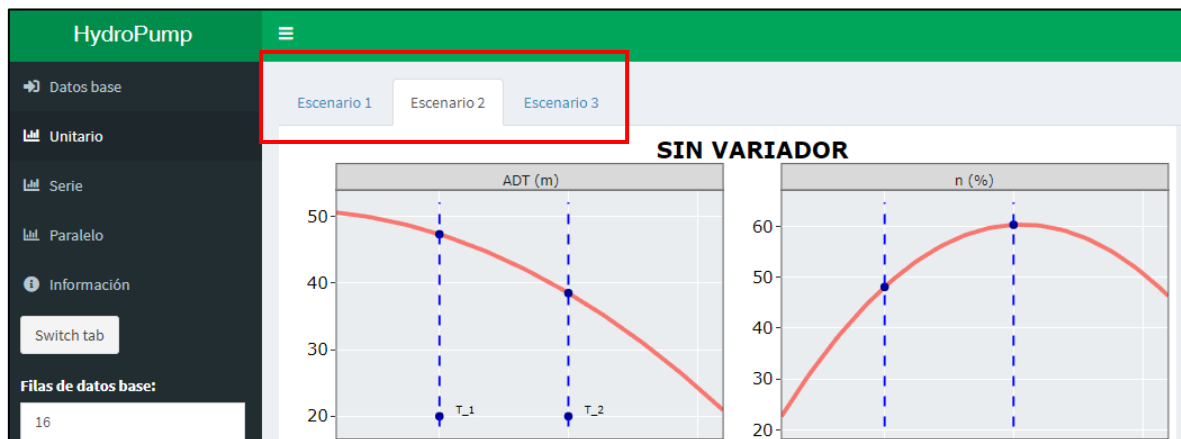 HydroPump
Datos base
Unitario
Serie
Paralelo
Información
Switch tab
Filas de datos base:
16
Escenario 1
Escenario 2
Escenario 3
SIN VARIADOR
ADT (m)
50
40
30
20
T_1
T_2
n (%)
60
50
40
30
20